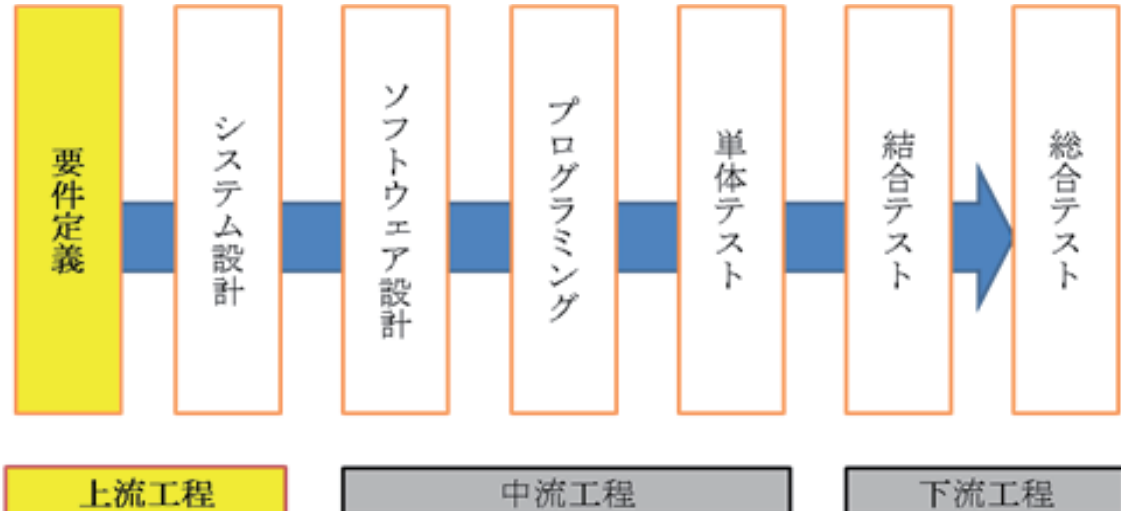 要件定義
システム設計
ソフトウェア設計
プログラミング
単体テスト
結合テスト
総合テスト
上流工程
中流工程
下流工程